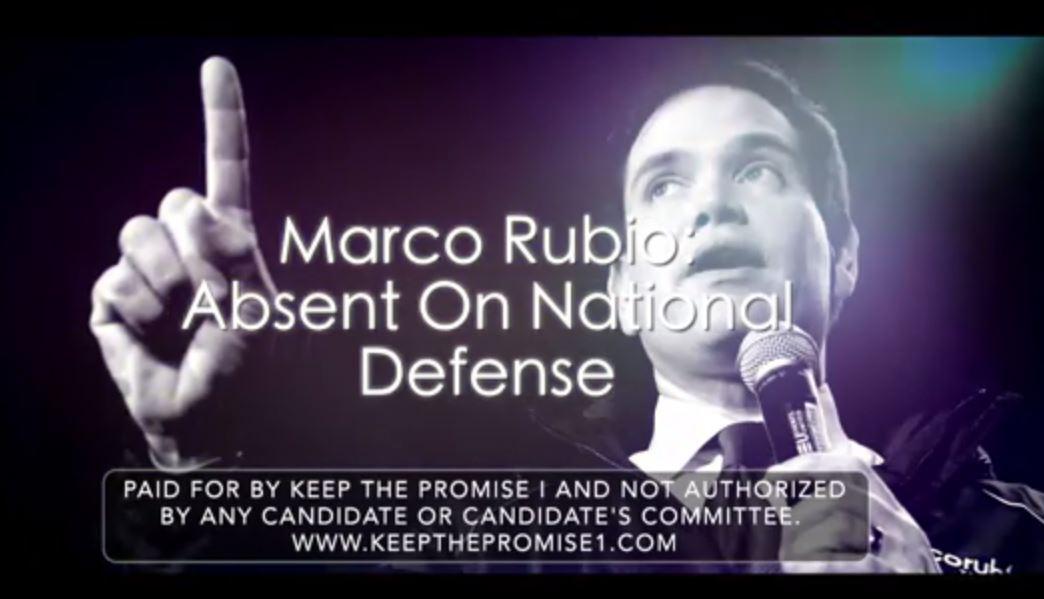 Marco Rubio:
Absent On National
Defense
PAID FOR BY KEEP THE PROMISE I AND NOT AUTHORIZED
BY ANY CANDIDATE OR CANDIDATE'S COMMITTEE.
WWW.KEEPTHEPROMISE1.COM